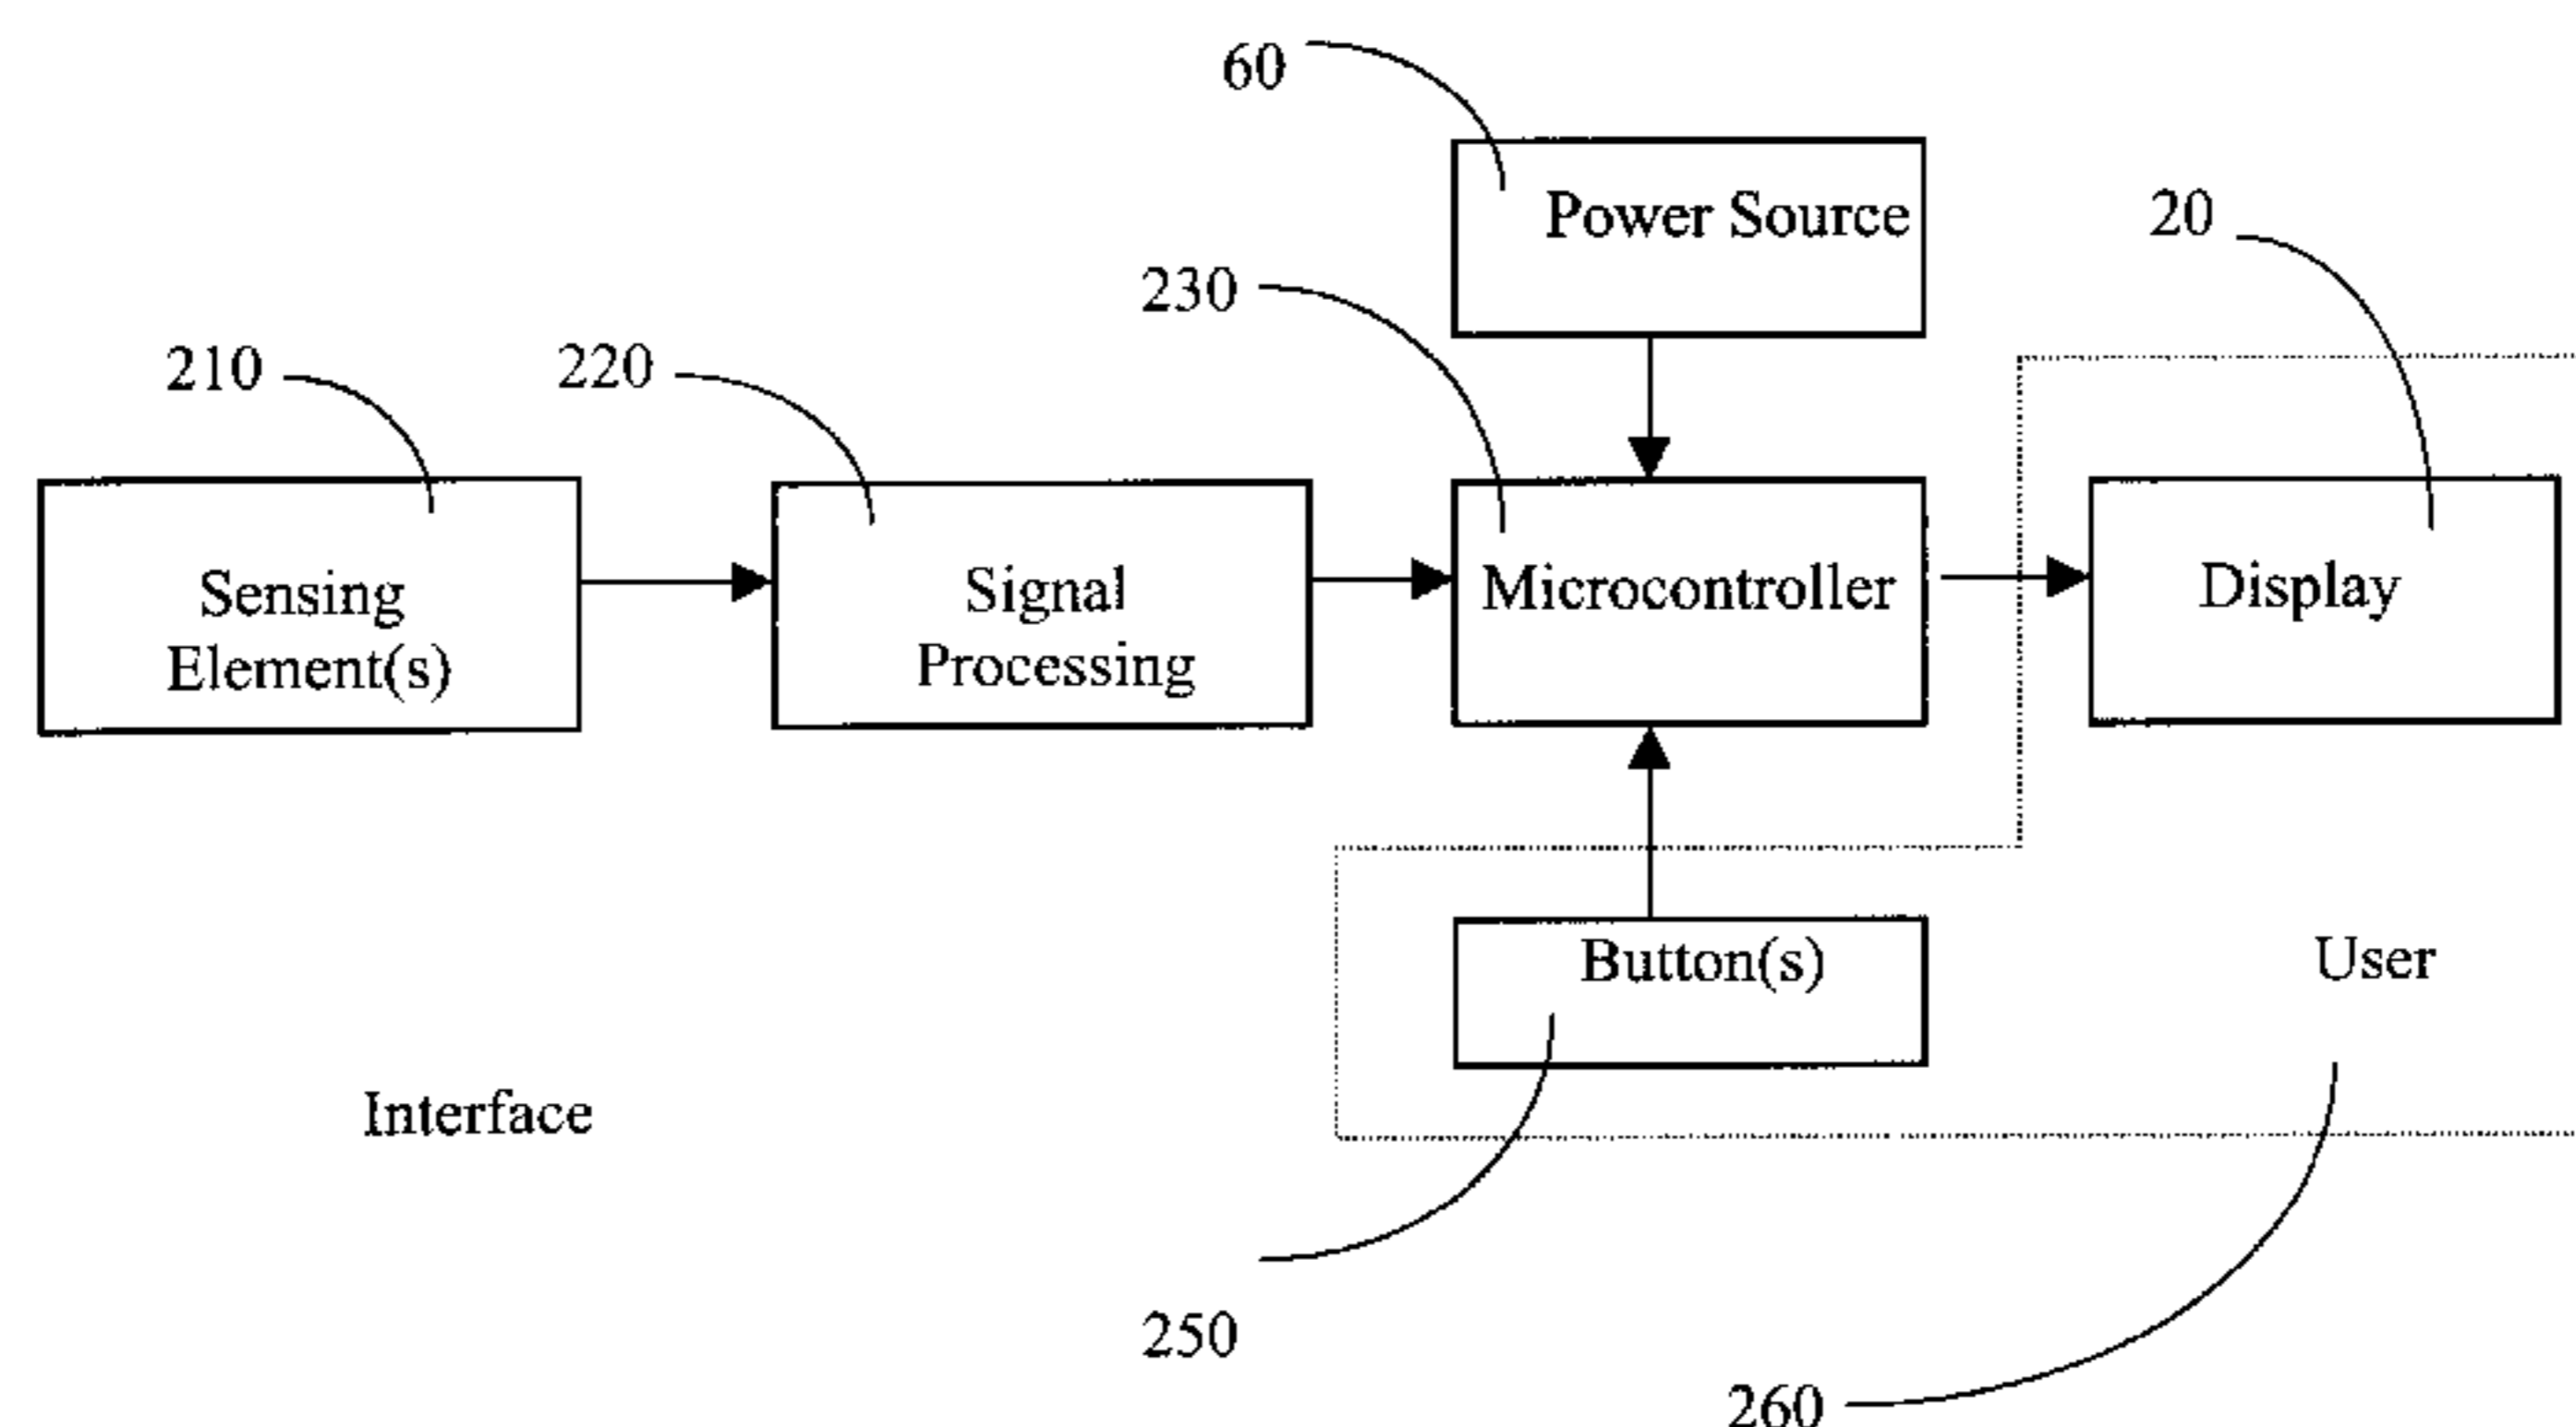 60
Power Source
20
230
210
220
Sensing
Element(s)
Signal
Processing
Microcontroller
Display
Button(s)
User
Interface
250
260